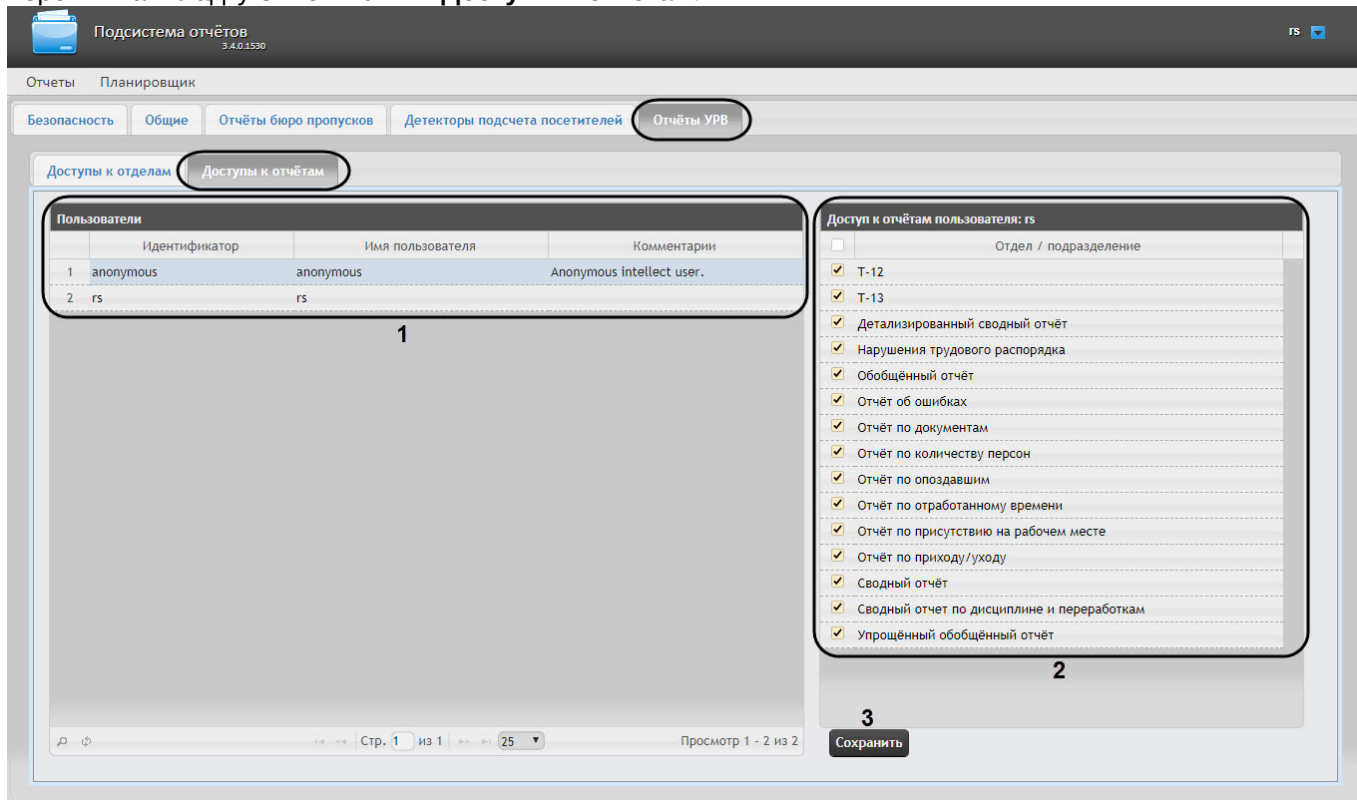 Подсистема отчётов
3.4.0.1530
rs
Отчеты Планировщик
Безопасность Общие Отчёты бюро пропусков Детекторы подсчета посетителей Отчёты УРВ
Доступы к отделам Доступы к отчётам
Пользователи
Идентификатор Имя пользователя Комментарии
1 anonymous anonymous Anonymous intellect user.
2 rs rs
1
Доступ к отчётам пользователя: rs
Отдел / подразделение
Т-12
Т-13
Детализированный сводный отчёт
Нарушения трудового распорядка
Обобщённый отчёт
Отчёт об ошибках
Отчёт по документам
Отчёт по количеству персон
Отчёт по опоздавшим
Отчёт по отработанному времени
Отчёт по присутствию на рабочем месте
Отчёт по приходу/уходу
Сводный отчёт
Сводный отчет по дисциплине и переработкам
Упрощённый обобщённый отчёт
2
Стр. 1 из 1 25 Просмотр 1 - 2 из 2
3
Сохранить